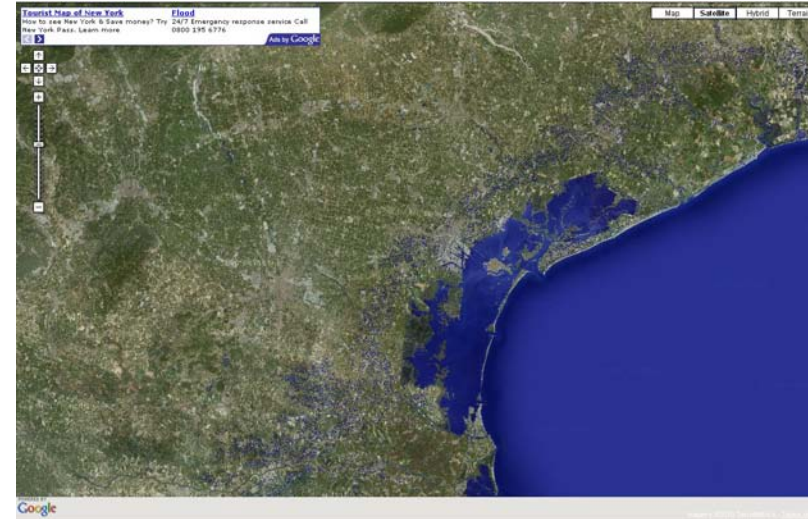 Tourist Map of New York
How to see New York & Save money? Try
New York Pass. Learn more
Flood
24/7 Emergency response service Call
0800 195 6776
Ads by Google
Map Satellite Hybrid Terrai
POWERED BY
Google